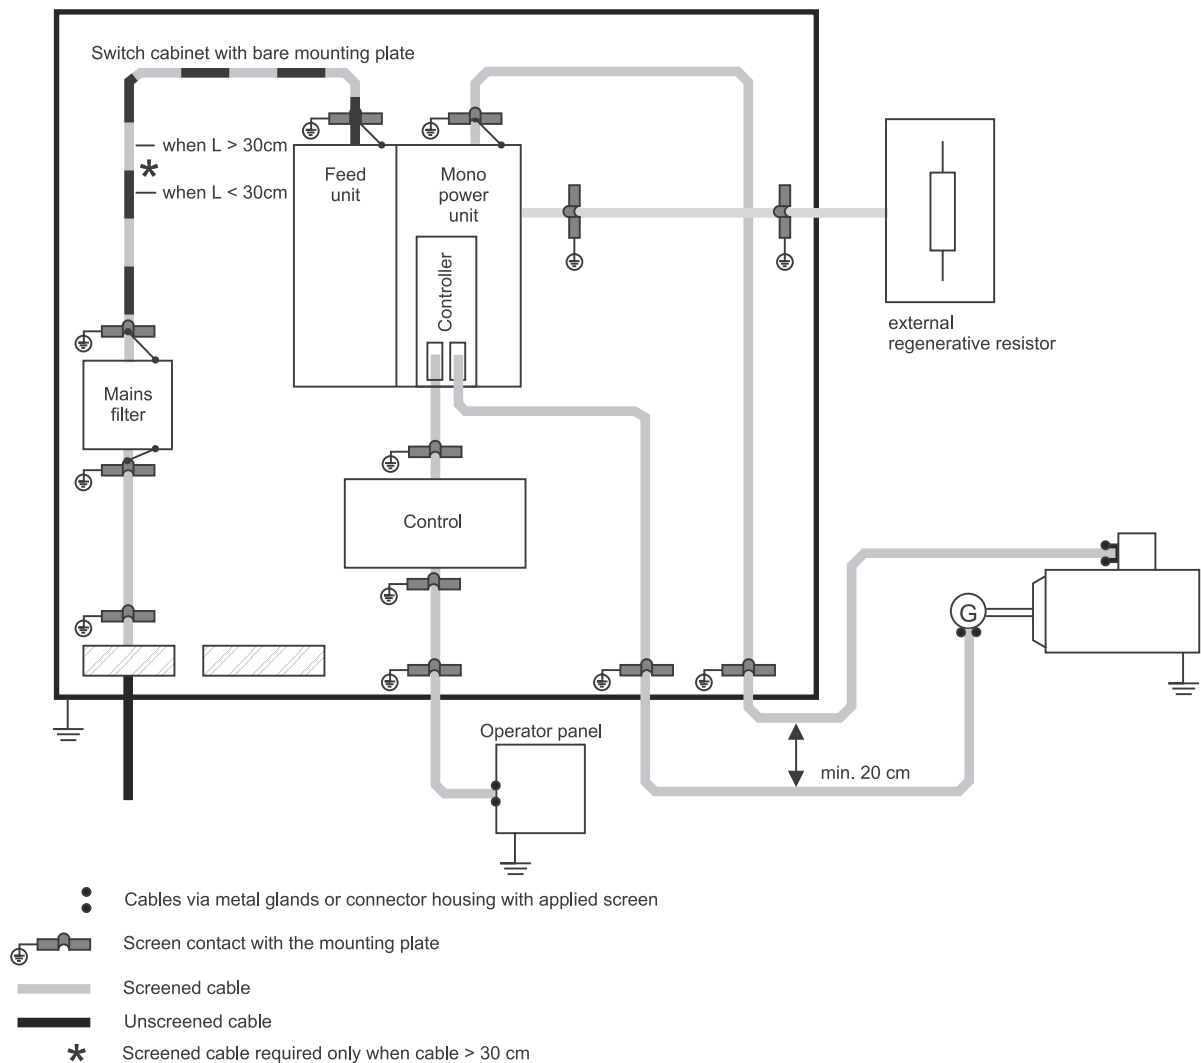 Switch cabinet with bare mounting plate
when L > 30cm
*
when L < 30cm
Feed
unit
Mono
power
unit
Controller
external
regenerative resistor
Mains
filter
Control
G
Operator panel
min. 20 cm
Cables via metal glands or connector housing with applied screen
Screen contact with the mounting plate
Screened cable
Unscreened cable
* Screened cable required only when cable > 30 cm